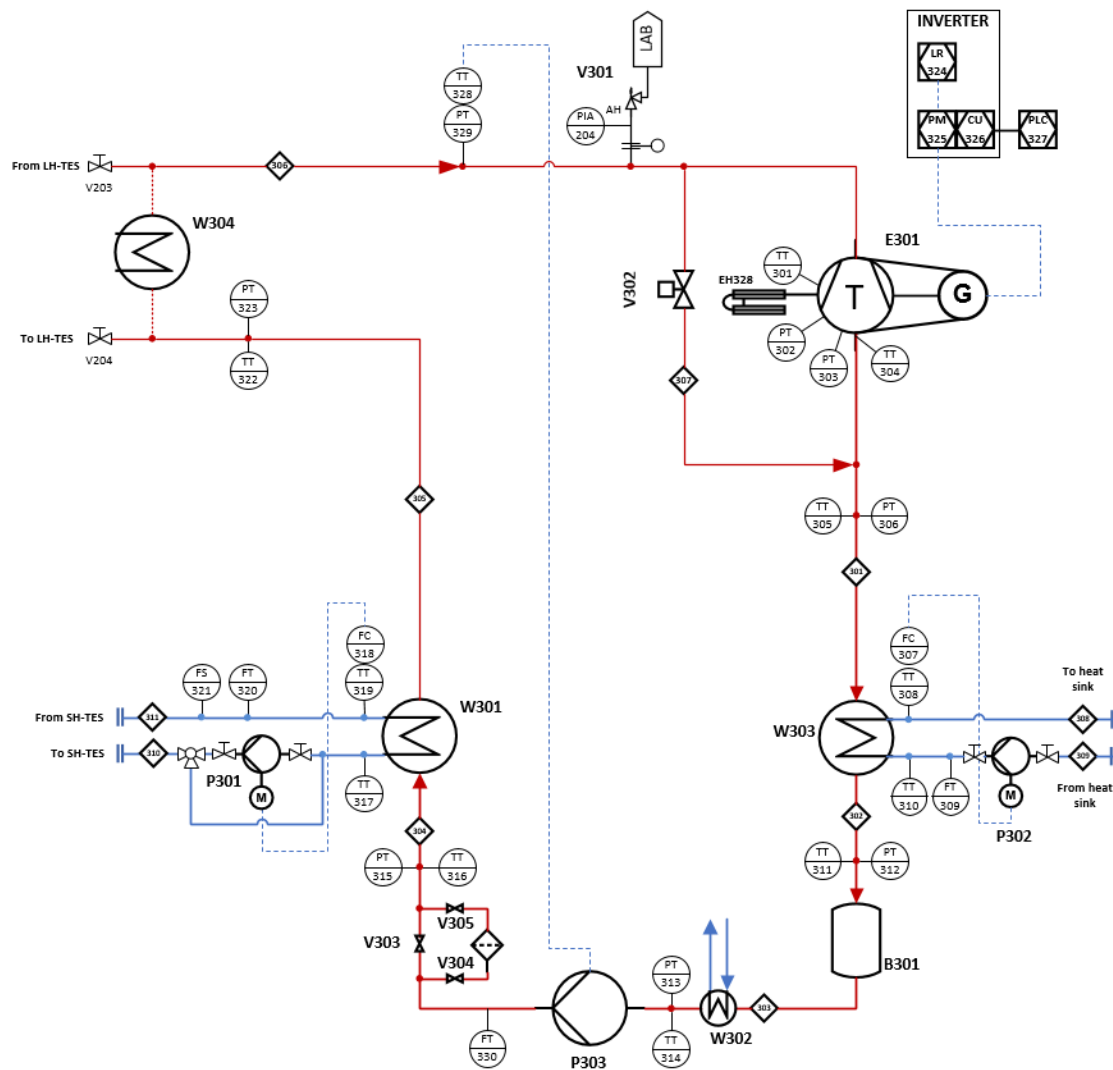 INVERTER
LR
324
PM
325
CU
326
PLC
327
LAB
V301
AH
PIA
204
TT
328
PT
329
From LH-TES
V203
306
W304
E301
TT
301
EH328
T
G
PT
302
PT
303
TT
304
V302
307
PT
323
TT
322
To LH-TES
V204
305
TT
305
PT
306
301
FC
318
TT
319
FS
321
FT
320
From SH-TES
311
W301
To SH-TES
310
P301
M
TT
317
FC
307
TT
308
To heat
sink
308
W303
309
TT
310
FT
309
M
From heat
sink
P302
304
302
PT
315
TT
316
TT
311
PT
312
V305
V303
V304
B301
PT
313
303
W302
TT
314
FT
330
P303